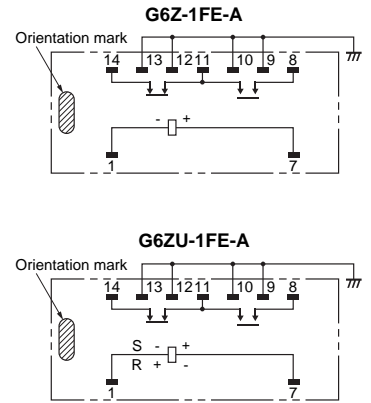 G6Z-1FE-A
Orientation mark
14 13 12 11 10 9 8
- +
1 7
G6ZU-1FE-A
Orientation mark
14 13 12 11 10 9 8
S - +
R + -
1 7